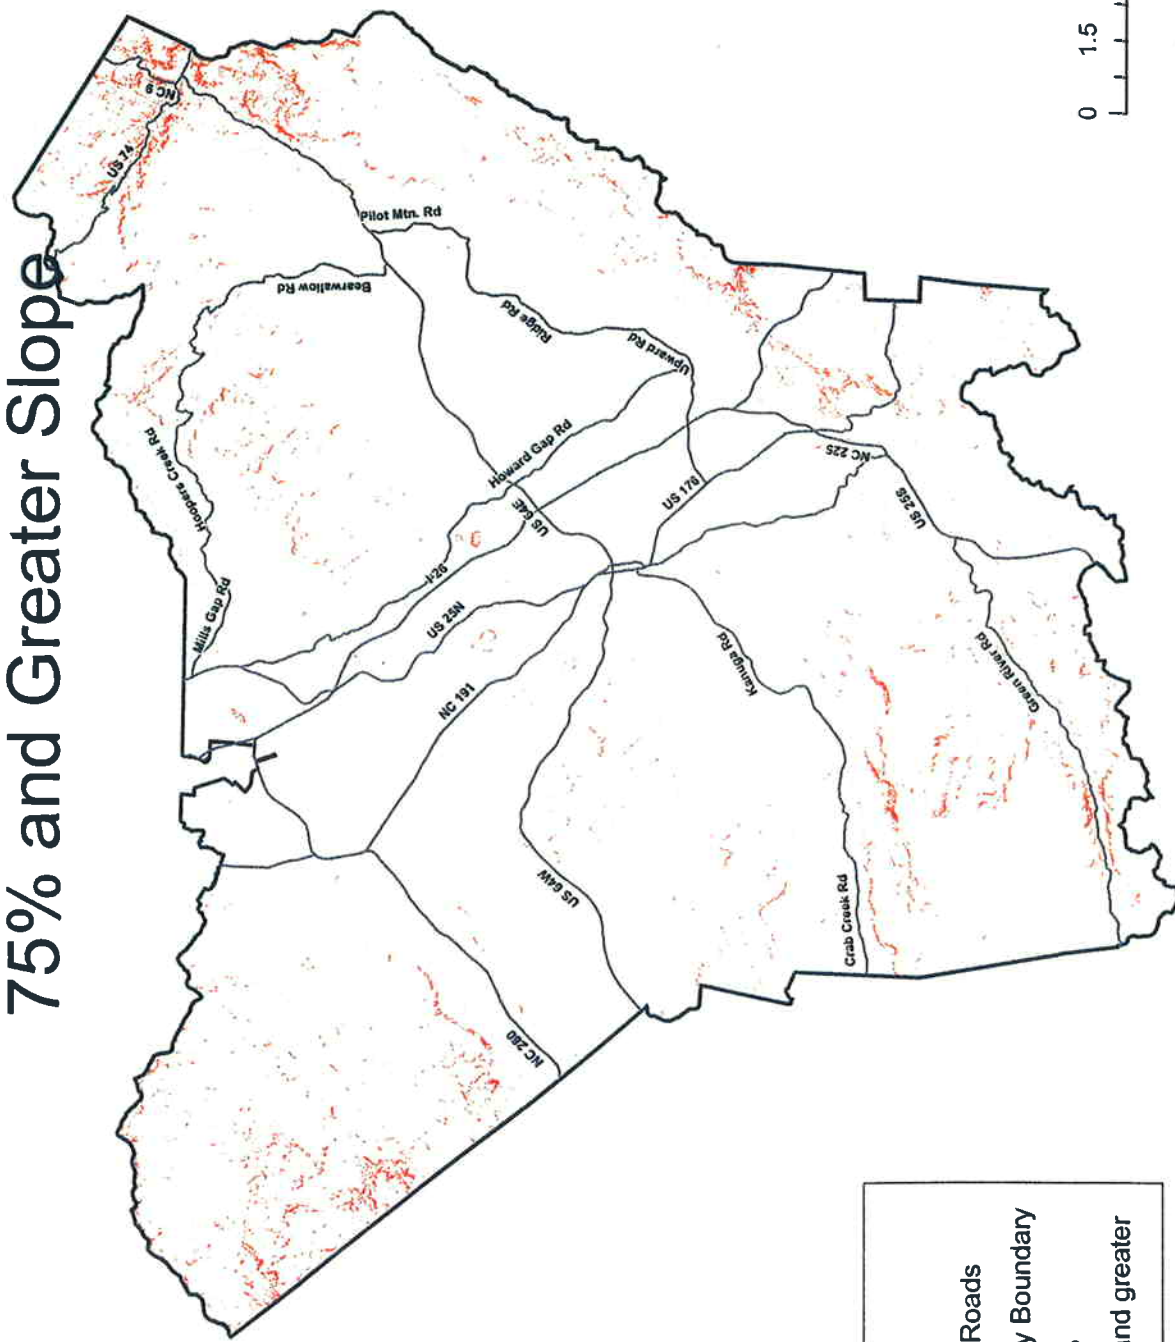 75% and Greater Slope
NC 9
US 74
Pilot Mtn. Rd
Bearwallow Rd
Ridge Rd
Upward Rd
Hoopers Creek Rd
Howard Gap Rd
US 64E
US 176
NC 225
US 25S
Mills Gap Rd
I-26
US 25N
NC 191
Kanuga Rd
Green River Rd
US 64W
Crab Creek Rd
NC 280
0 1.5
Roads
y Boundary
nd greater